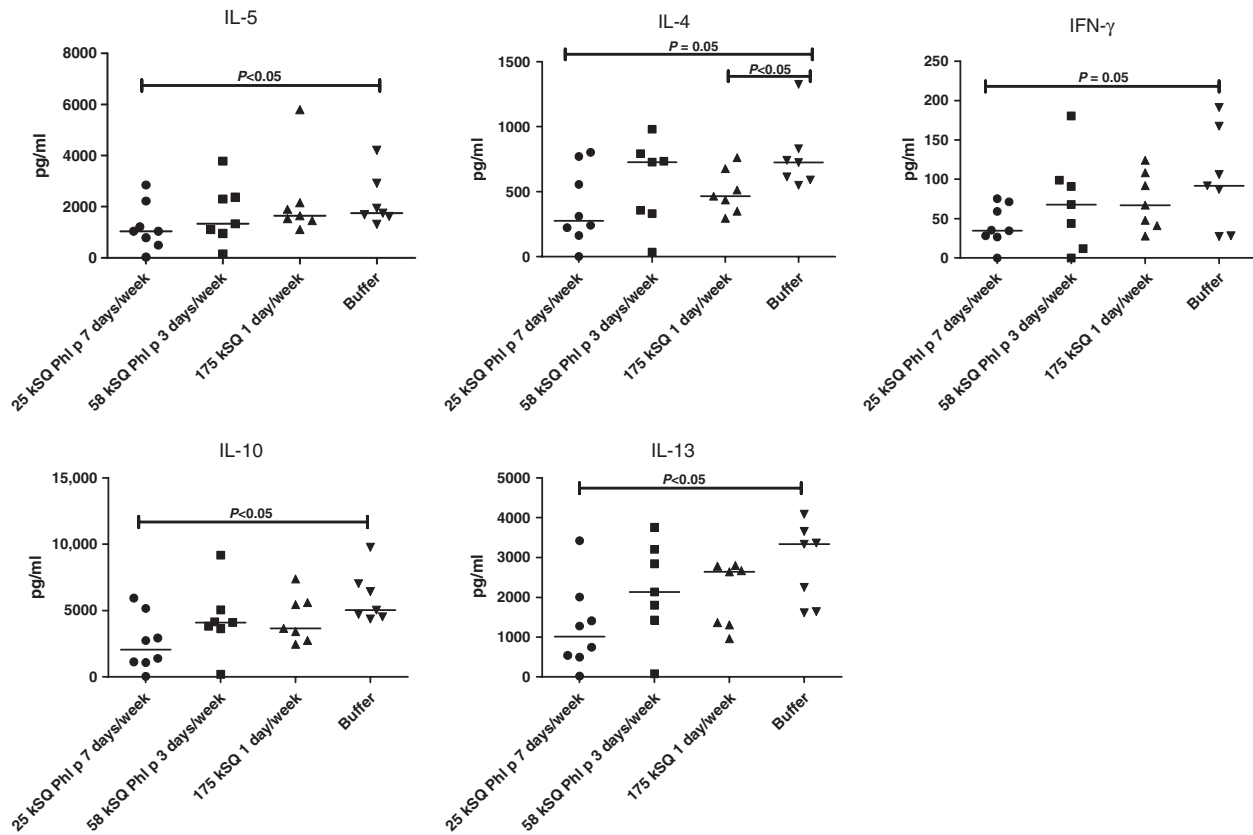 IL-5
8000
6000
4000
2000
0
pg/ml
P<0.05
25 kSQ Phl p 7 days/week
58 kSQ Phl p 3 days/week
175 kSQ 1 day/week
Buffer
IL-4
1500
1000
500
0
pg/ml
P = 0.05
P<0.05
25 kSQ Phl p 7 days/week
58 kSQ Phl p 3 days/week
175 kSQ 1 day/week
Buffer
IFN-γ
250
200
150
100
50
0
pg/ml
P = 0.05
25 kSQ Phl p 7 days/week
58 kSQ Phl p 3 days/week
175 kSQ 1 day/week
Buffer
IL-10
15,000
10,000
5000
0
pg/ml
P<0.05
25 kSQ Phl p 7 days/week
58 kSQ Phl p 3 days/week
175 kSQ 1 day/week
Buffer
IL-13
5000
4000
3000
2000
1000
0
pg/ml
P<0.05
25 kSQ Phl p 7 days/week
58 kSQ Phl p 3 days/week
175 kSQ 1 day/week
Buffer